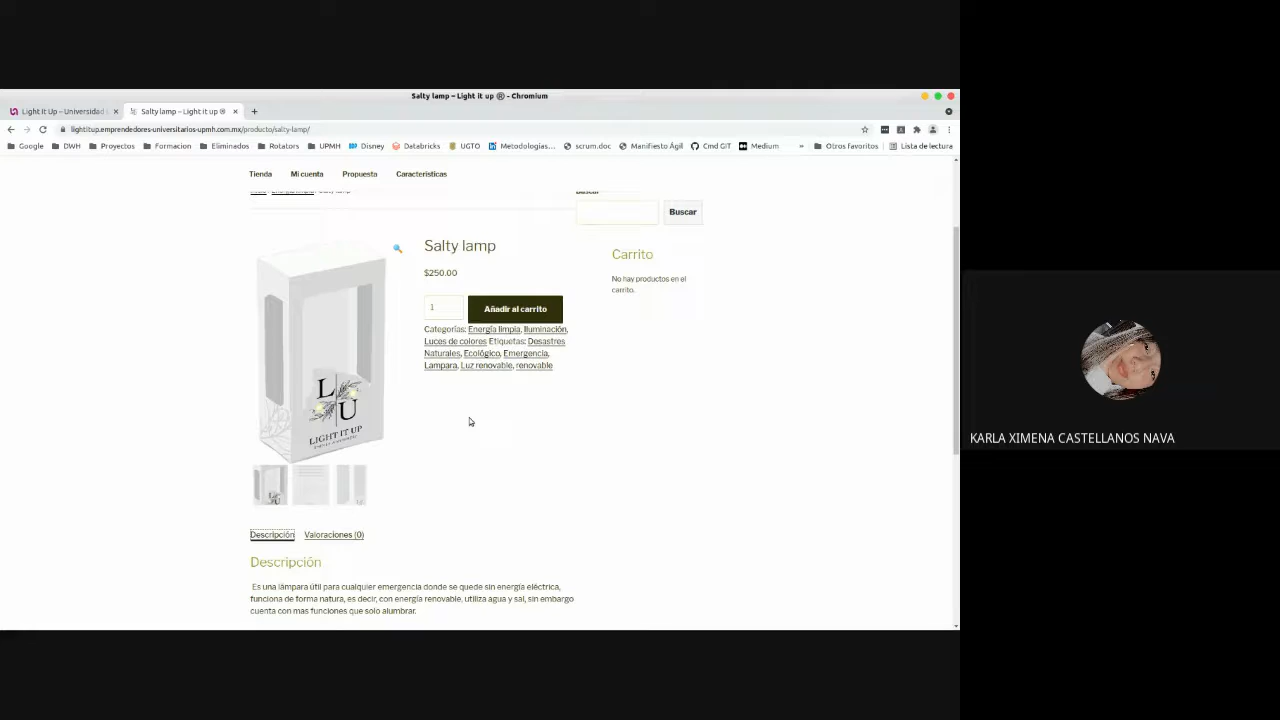 Salty lamp – Light it up ® - Chromium
Light It Up – Universidad
Salty lamp – Light it up ®
lightitup.emprendedores-universitarios-upmh.com.mx/producto/salty-lamp/
Google DWH Proyectos Formacion Eliminados Rotators UPMH Disney Databricks UGTO Metodologías... scrum.doc Manifiesto Ágil Cmd GIT Medium » Otros favoritos Lista de lectura
Tienda Mi cuenta Propuesta Características
Buscar
Salty lamp
$250.00
1 Añadir al carrito
Categorías: Energía limpia, Iluminación,
Luces de colores Etiquetas: Desastres
Naturales, Ecológico, Emergencia,
Lampara, Luz renovable, renovable
Carrito
No hay productos en el
carrito.
L U
LIGHT IT UP
Descripción Valoraciones (0)
Descripción
Es una lámpara útil para cualquier emergencia donde se quede sin energía eléctrica,
funciona de forma natura, es decir, con energía renovable, utiliza agua y sal, sin embargo
cuenta con mas funciones que solo alumbrar.
KARLA XIMENA CASTELLANOS NAVA